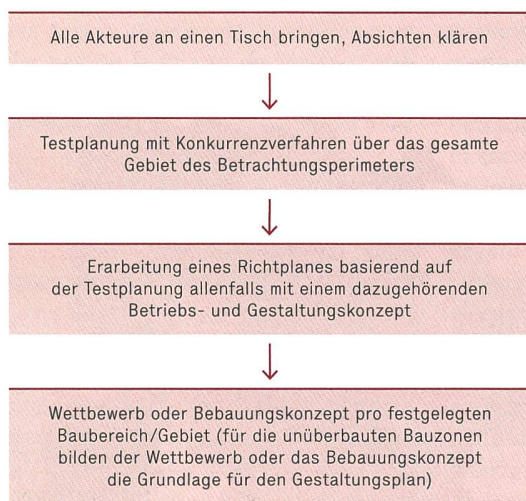 Alle Akteure an einen Tisch bringen, Absichten klären
Testplanung mit Konkurrenzverfahren über das gesamte
Gebiet des Betrachtungsperimeters
Erarbeitung eines Richtplanes basierend auf
der Testplanung allenfalls mit einem dazugehörenden
Betriebs- und Gestaltungskonzept
Wettbewerb oder Bebauungskonzept pro festgelegten
Baubereich/Gebiet (für die unüberbauten Bauzonen
bilden der Wettbewerb oder das Bebauungskonzept
die Grundlage für den Gestaltungsplan)